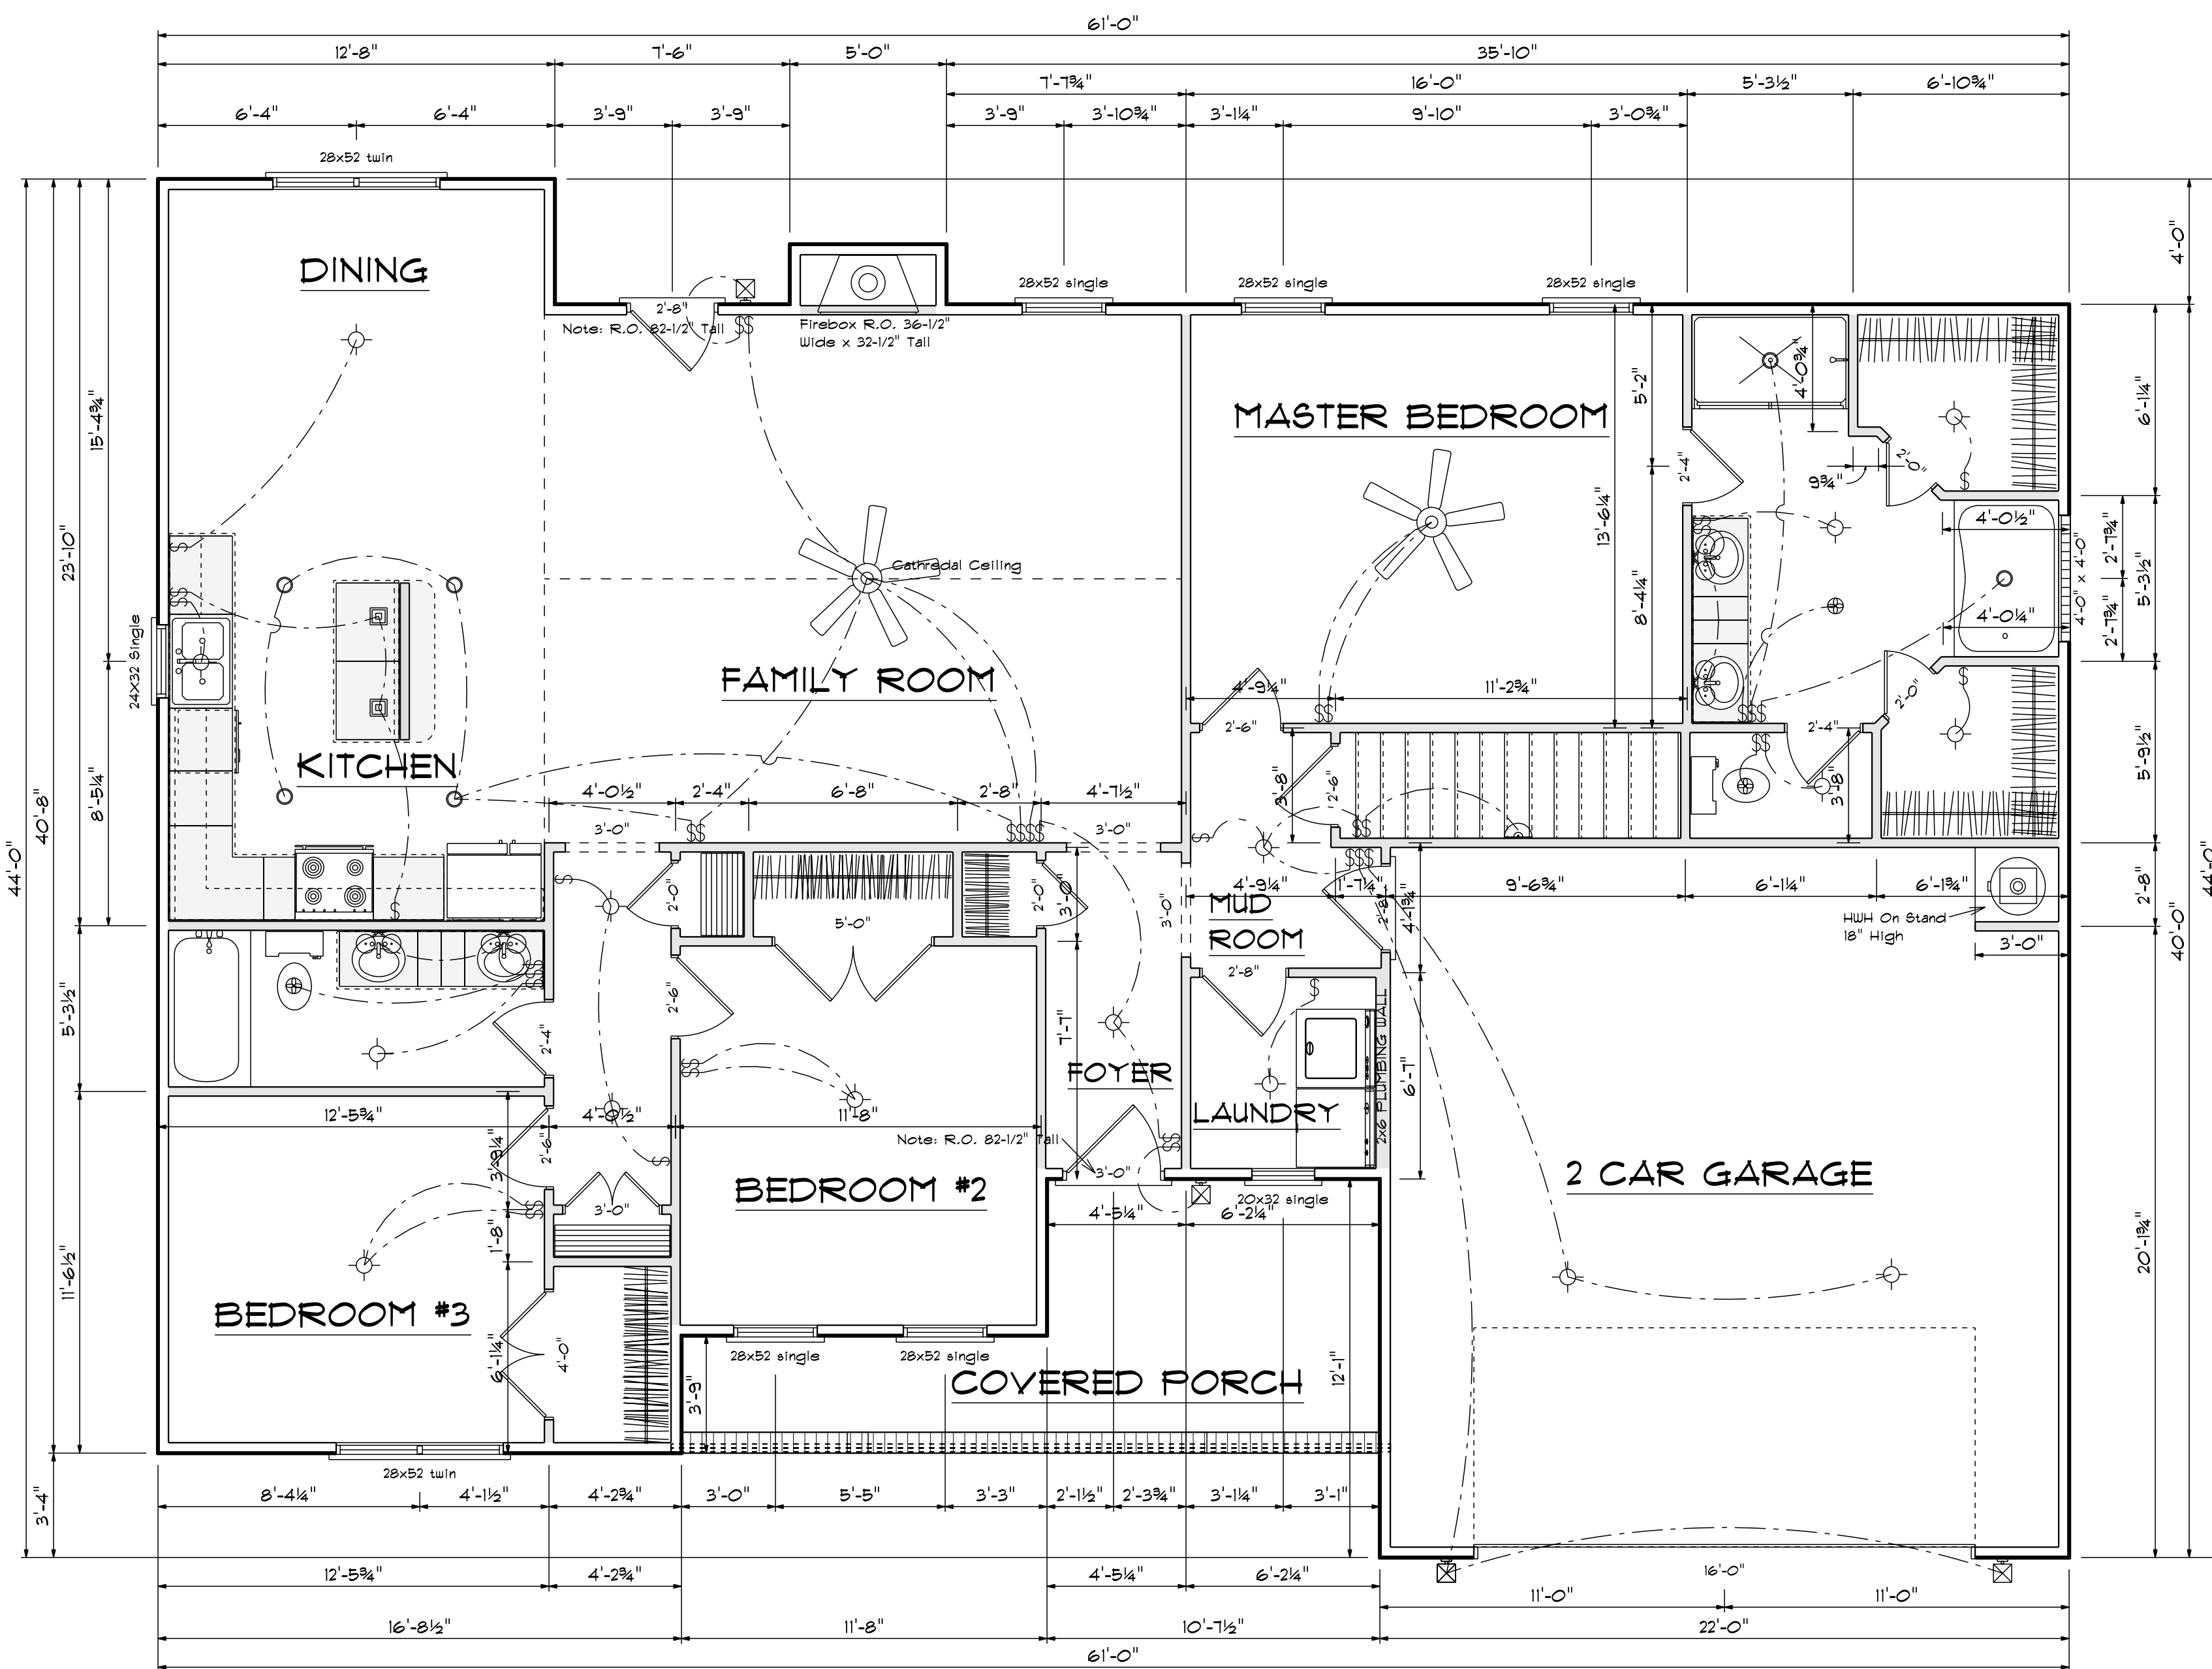 61'-0"
12'-8" 7'-6" 5'-0" 35'-10"
7'-7¾" 16'-0" 5'-3½" 6'-10¾"
6'-4" 6'-4" 3'-9" 3'-9" 3'-9" 3'-10¾" 3'-1¼" 9'-10" 3'-0¾"
28x52 twin
4'-0"
DINING
28x52 single 28x52 single 28x52 single
2'-8"
Note: R.O. 82-1/2" Tall
Firebox R.O. 36-1/2"
Wide x 32-1/2" Tall
15'-4¾"
5'-2"
4'-0¾"
6'-1¼"
MASTER BEDROOM
2'-4"
2'-0"
9¾"
23'-10"
13'-6¼"
4'-0½"
2'-7¾"
5'-3½"
4'-0" x 4'-0"
Cathredal Ceiling
8'-4¼"
4'-0¼"
2'-7¾"
24x32 Single
FAMILY ROOM
4'-9¼" 11'-2¾"
2'-0"
2'-6"
2'-4"
KITCHEN
8'-5¼"
40'-8"
44'-0"
3'-8"
2'-6"
3'-8"
5'-9½"
4'-0½" 2'-4" 6'-8" 2'-8" 4'-7½"
3'-0" 3'-0"
44'-0"
2'-0"
5'-0"
2'-0"
3'-0"
3'-0"
4'-9¼" 1'-7¼" 9'-6¾" 6'-1¼" 6'-1¾"
2'-8"
MUD
ROOM
2'-8"
4'-1¾"
HWH On Stand
18" High
3'-0"
40'-0"
2'-8"
5'-3½"
2'-4"
2'-6"
7'-7"
FOYER
LAUNDRY
2x6 PLUMBING WALL
6'-7"
12'-5¾" 4'-0½" 11'-8"
Note: R.O. 82-1/2" Tall
2'-6"
3'-9¼"
3'-0"
2 CAR GARAGE
BEDROOM #2
3'-0"
20x32 single
4'-5¼" 6'-2¼"
1'-8"
20'-1¾"
11'-6½"
BEDROOM #3
6'-1¼"
4'-0"
28x52 single 28x52 single
COVERED PORCH
3'-9"
12'-1"
28x52 twin
3'-4"
8'-4¼" 4'-1½" 4'-2¾" 3'-0" 5'-5" 3'-3" 2'-1½" 2'-3¾" 3'-1¼" 3'-1"
12'-5¾" 4'-2¾" 4'-5¼" 6'-2¼"
16'-0"
11'-0" 11'-0"
16'-8½" 11'-8" 10'-7½" 22'-0"
61'-0"